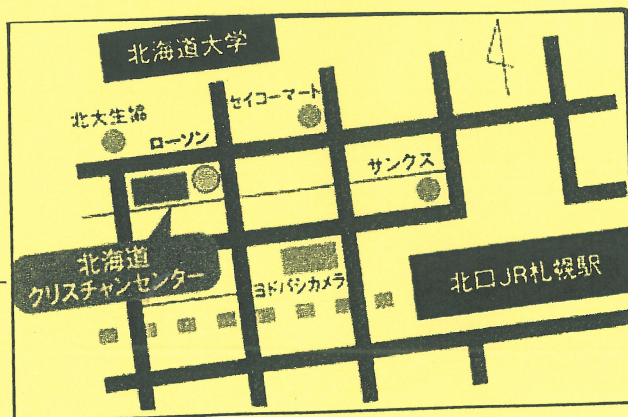 北海道大学
セイコーマート
北大生協
ローソン
サンクス
北海道
クリスチャンセンター
ヨドバシカメラ
北口JR札幌駅